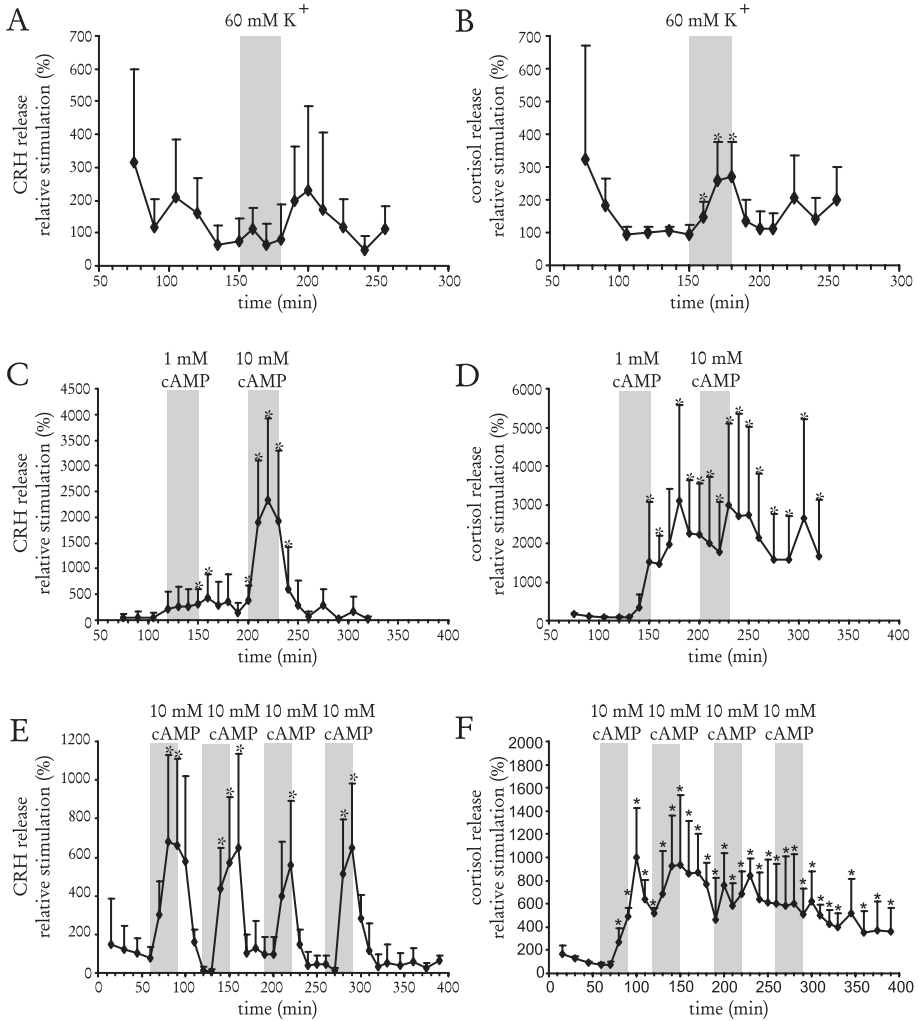 A
60 mM K+
CRH release
relative stimulation (%)
700
600
500
400
300
200
100
0
50 100 150 200 250 300
time (min)
B
60 mM K+
cortisol release
relative stimulation (%)
700
600
500
400
300
200
100
0
50 100 150 200 250 300
time (min)
C
1 mM
cAMP
10 mM
cAMP
CRH release
relative stimulation (%)
4500
4000
3500
3000
2500
2000
1500
1000
500
0
50 100 150 200 250 300 350 400
time (min)
D
1 mM
cAMP
10 mM
cAMP
cortisol release
relative stimulation (%)
6000
5000
4000
3000
2000
1000
0
50 100 150 200 250 300 350 400
time (min)
E
10 mM
cAMP
10 mM
cAMP
10 mM
cAMP
10 mM
cAMP
CRH release
relative stimulation (%)
1200
1000
800
600
400
200
0
0 50 100 150 200 250 300 350 400
time (min)
F
10 mM
cAMP
10 mM
cAMP
10 mM
cAMP
10 mM
cAMP
cortisol release
relative stimulation (%)
2000
1800
1600
1400
1200
1000
800
600
400
200
0
0 50 100 150 200 250 300 350 400
time (min)